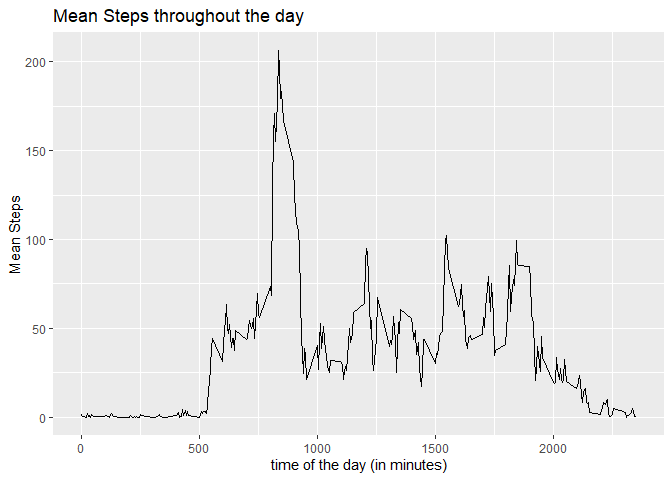 Mean Steps throughout the day
200
150
100
50
0
Mean Steps
0 500 1000 1500 2000
time of the day (in minutes)